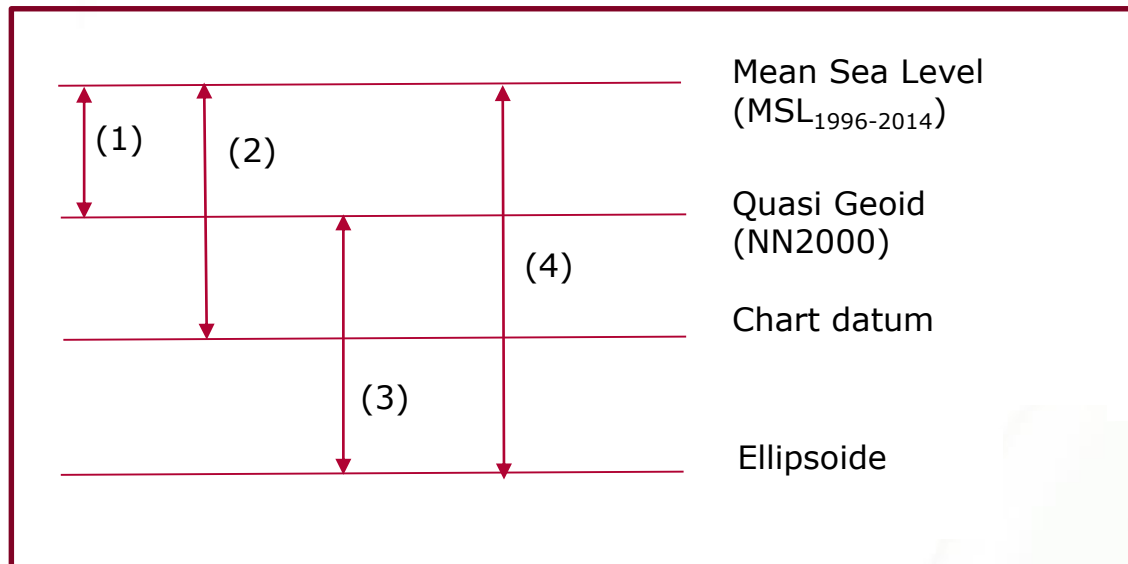 Mean Sea Level
(MSL1996-2014)
(1)
(2)
Quasi Geoid
(NN2000)
(4)
Chart datum
(3)
Ellipsoide